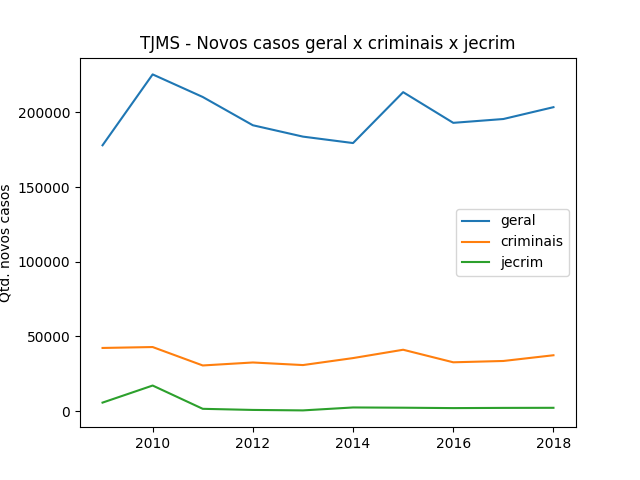 TJMS - Novos casos geral x criminais x jecrim
Qtd. novos casos
200000
150000
100000
50000
0
geral
criminais
jecrim
2010
2012
2014
2016
2018